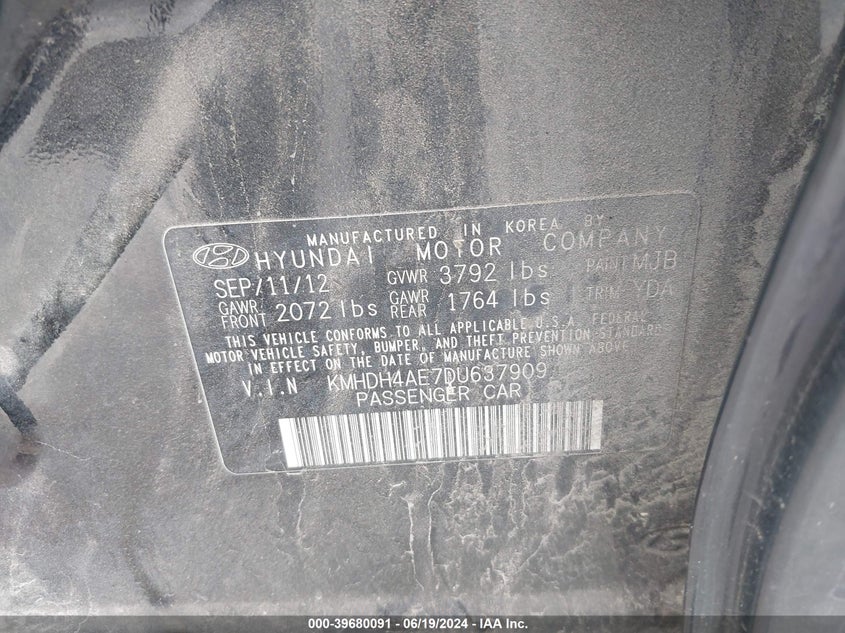 MANUFACTURED IN KOREA BY
HYUNDAI MOTOR COMPANY
SEP/11/12 GVWR 3792 lbs PAINT MJB
GAWR FRONT 2072 lbs GAWR REAR 1764 lbs TRIM YDA
THIS VEHICLE CONFORMS TO ALL APPLICABLE U.S.A. FEDERAL
MOTOR VEHICLE SAFETY, BUMPER, AND THEFT PREVENTION STANDARDS
IN EFFECT ON THE DATE OF MANUFACTURE SHOWN ABOVE
V.I.N KMHDH4AE7DU637909
PASSENGER CAR
000-39680091 - 06/19/2024 - IAA Inc.